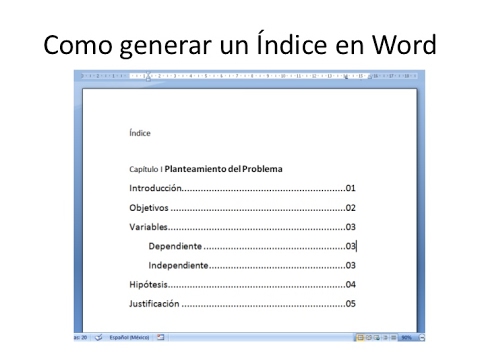 Como generar un Índice en Word
Índice
Capítulo I Planteamiento del Problema
Introducción..................................................01
Objetivos ......................................................02
Variables.......................................................03
Dependiente ..............................................03
Independiente............................................03
Hipótesis.......................................................04
Justificación ..................................................05
Español (México)